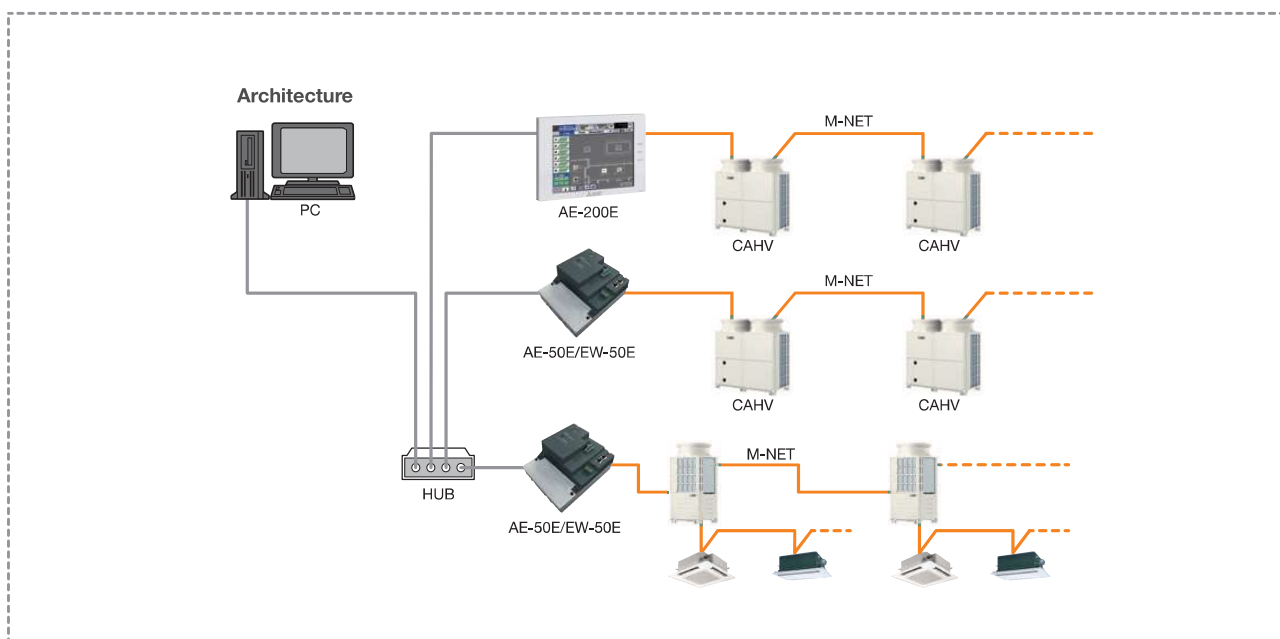 Architecture
PC
AE-200E
M-NET
CAHV
CAHV
AE-50E/EW-50E
M-NET
CAHV
CAHV
HUB
AE-50E/EW-50E
M-NET